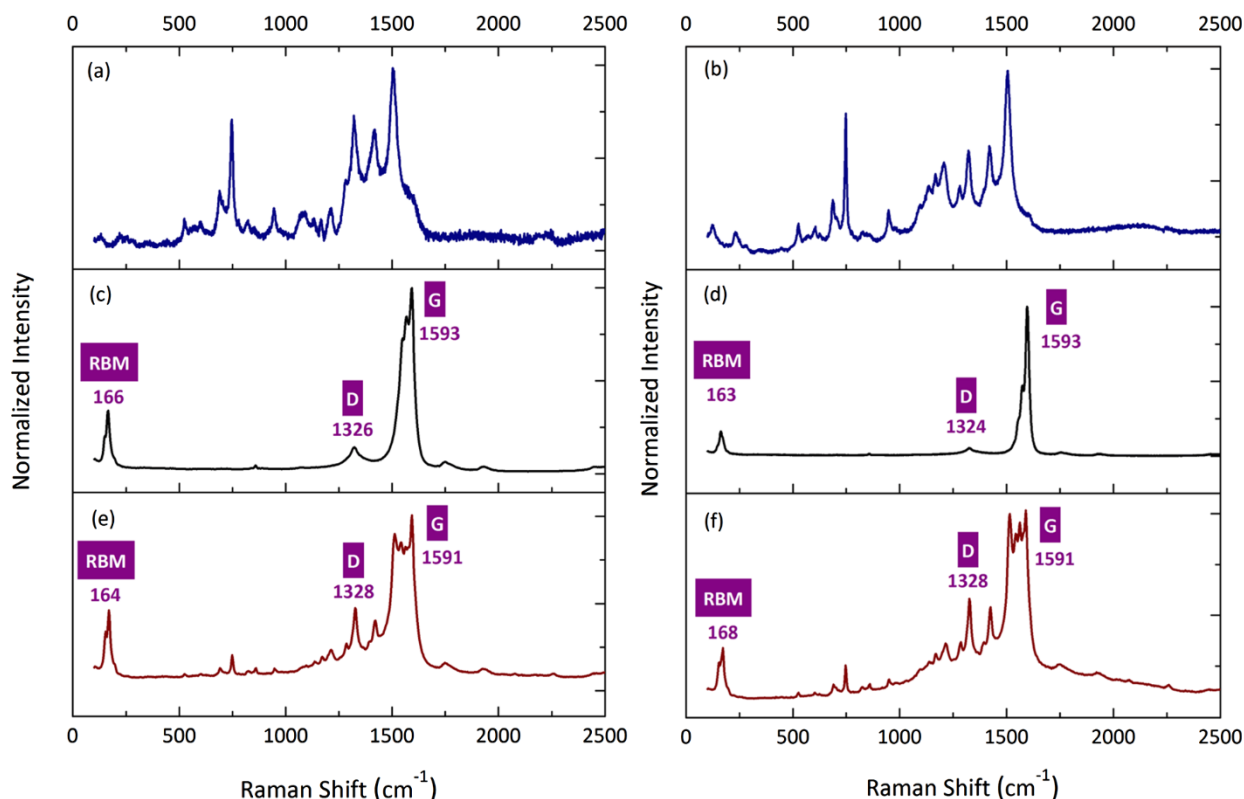 0 500 1000 1500 2000 2500
0 500 1000 1500 2000 2500
(a)
(b)
(c)
G
1593
RBM
166
D
1326
(d)
G
1593
RBM
163
D
1324
(e)
G
1591
RBM
164
D
1328
(f)
G
1591
RBM
168
D
1328
Normalized Intensity
Normalized Intensity
0 500 1000 1500 2000 2500
0 500 1000 1500 2000 2500
Raman Shift (cm⁻¹)
Raman Shift (cm⁻¹)